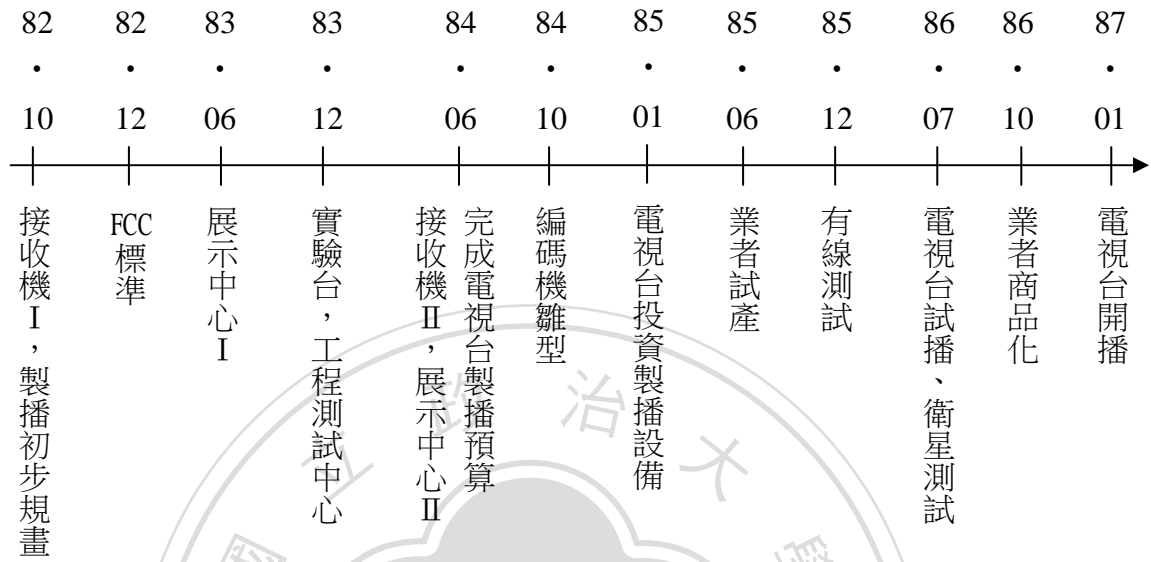 82 82 83 83 84 84 85 85 85 86 86 87
· · · · · · · · · · · ·
10 12 06 12 06 10 01 06 12 07 10 01
接收機Ⅰ，製播初步規畫
FCC標準
展示中心Ⅰ
實驗台，工程測試中心
完成電視台製播預算
接收機Ⅱ，展示中心Ⅱ
編碼機雛型
電視台投資製播設備
業者試產
有線測試
電視台試播、衛星測試
業者商品化
電視台開播
立 政 治 大 學